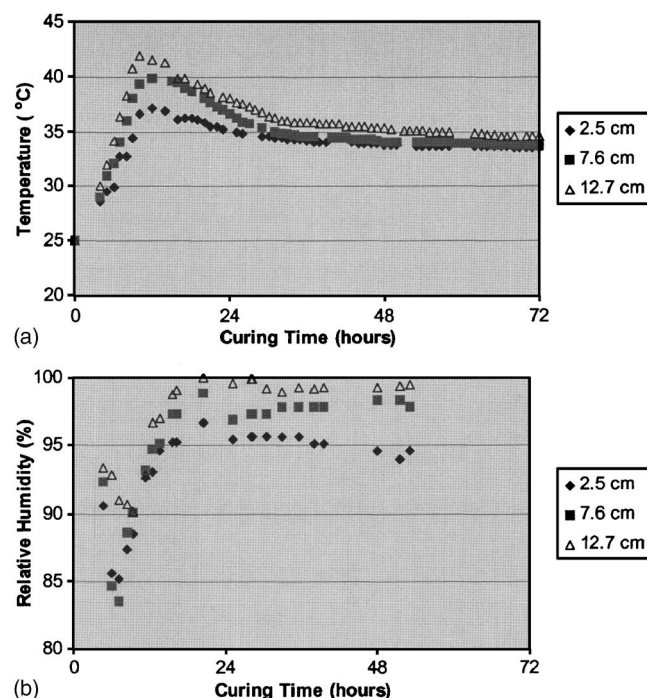 45
40
35
30
25
20
Temperature ( °C)
0
24
48
72
Curing Time (hours)
2.5 cm
7.6 cm
12.7 cm
(a)
100
95
90
85
80
Relative Humidity (%)
0
24
48
72
Curing Time (hours)
2.5 cm
7.6 cm
12.7 cm
(b)